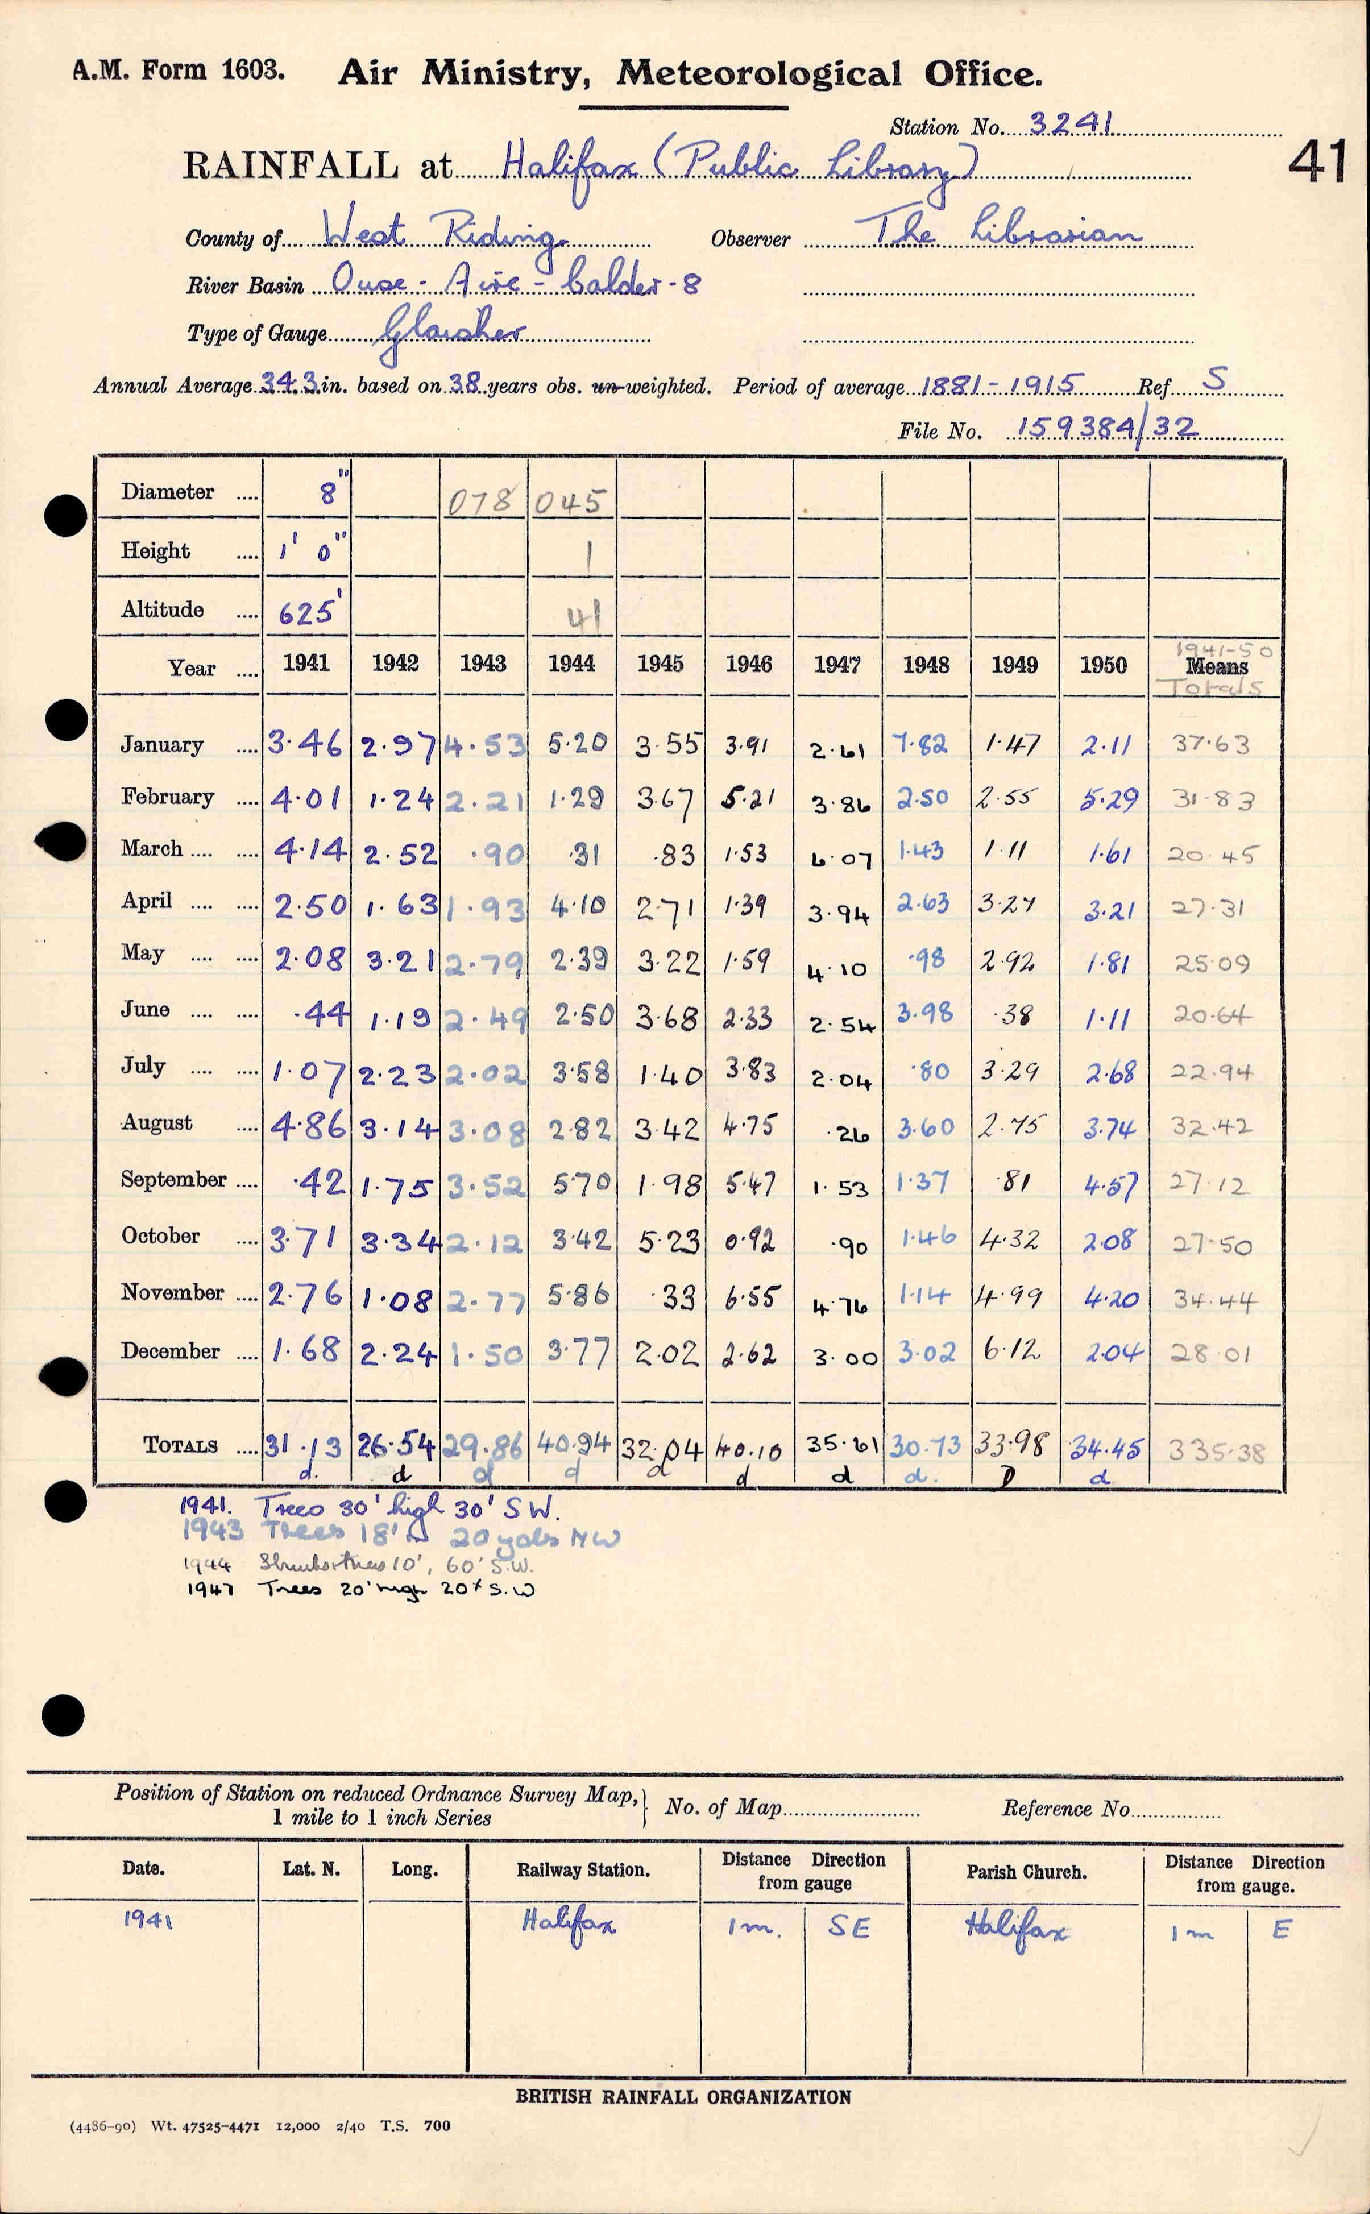 A.M. Form 1603. Air Ministry, Meteorological Office.
Station No. 3241
41
RAINFALL at Halifax (Public Library)
County of West Riding Observer The Librarian
River Basin Ouse - Aire - Calder - 8
Type of Gauge Glaisher
Annual Average 34.3 in. based on 38 years obs. un-weighted. Period of average 1881-1915 Ref S
File No. 159384/32
Diameter .... 8" 078 045
Height .... 1' 0" 1
Altitude .... 625' 41
Year .... 1941 1942 1943 1944 1945 1946 1947 1948 1949 1950 1941-50 Means Totals
January .... 3.46 2.97 4.53 5.20 3.55 3.91 2.61 7.82 1.47 2.11 37.63
February .... 4.01 1.24 2.21 1.29 3.67 5.21 3.86 2.50 2.55 5.29 31.83
March .... .... 4.14 2.52 .90 .31 .83 1.53 6.07 1.43 1.11 1.61 20.45
April .... .... 2.50 1.63 1.93 4.10 2.71 1.39 3.94 2.63 3.27 3.21 27.31
May .... .... 2.08 3.21 2.79 2.39 3.22 1.59 4.10 .98 2.92 1.81 25.09
June .... .... .44 1.19 2.49 2.50 3.68 2.33 2.54 3.98 .38 1.11 20.64
July .... .... 1.07 2.23 2.02 3.58 1.40 3.83 2.04 .80 3.29 2.68 22.94
August .... 4.86 3.14 3.08 2.82 3.42 4.75 .26 3.60 2.75 3.74 32.42
September .... .42 1.75 3.52 5.70 1.98 5.47 1.53 1.37 .81 4.57 27.12
October .... 3.71 3.34 2.12 3.42 5.23 0.92 .90 1.46 4.32 2.08 27.50
November .... 2.76 1.08 2.77 5.86 .33 6.55 4.76 1.14 4.99 4.20 34.44
December .... 1.68 2.24 1.50 3.77 2.02 2.62 3.00 3.02 6.12 2.04 28.01
TOTALS .... 31.13 26.54 29.86 40.94 32.04 40.10 35.61 30.73 33.98 34.45 335.38
d. d d d d d d d. D d
1941. Trees 30' high 30' S W.
1943 Trees 18' h 20 yds NW
1944 Shrubs+trees 10', 60' S.W.
1947 Trees 20' high 20x S.W
Position of Station on reduced Ordnance Survey Map, 1 mile to 1 inch Series } No. of Map Reference No
Date. Lat. N. Long. Railway Station. Distance Direction from gauge Parish Church. Distance Direction from gauge.
1941 Halifax 1m. SE Halifax 1m E
BRITISH RAINFALL ORGANIZATION
(4486-90) Wt. 47525-4471 12,000 2/40 T.S. 700